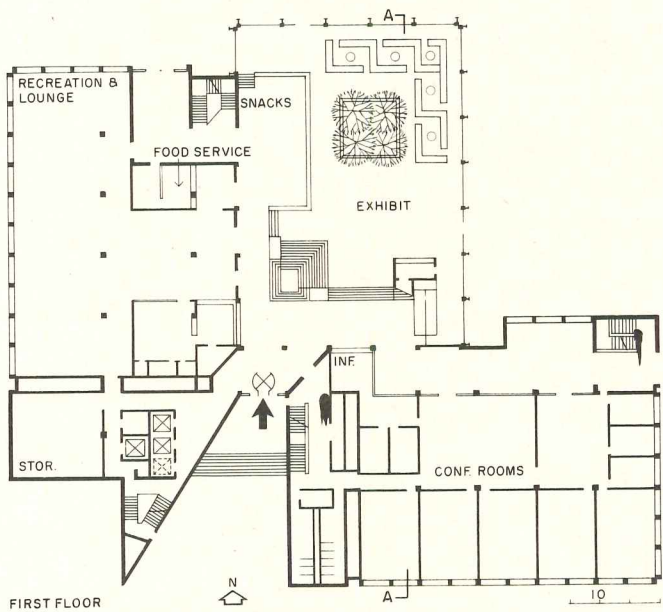 A
RECREATION &
LOUNGE
SNACKS
FOOD SERVICE
EXHIBIT
INF.
STOR.
CONF. ROOMS
N
A
10
FIRST FLOOR